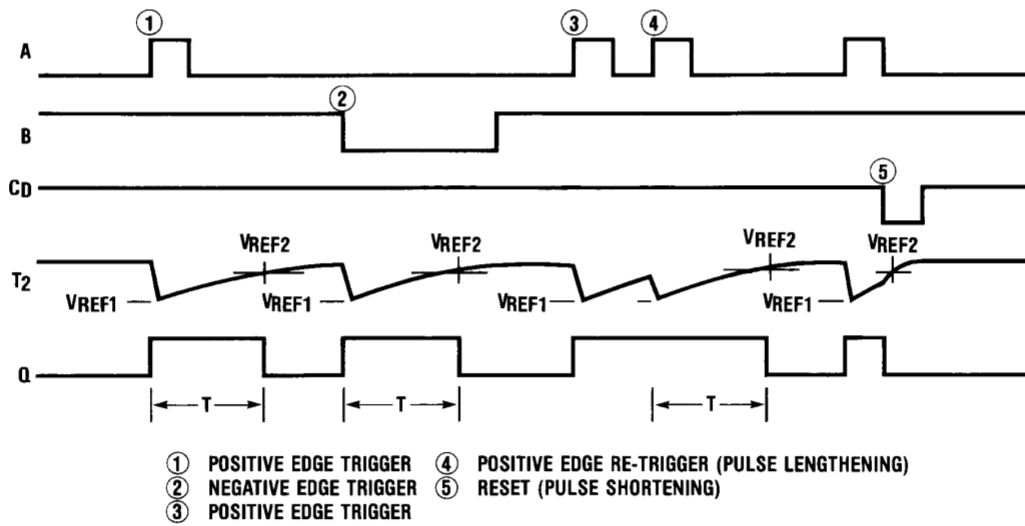 1 3 4
A
2
B
CD 5
VREF2 VREF2 VREF2 VREF2
T2
VREF1 VREF1 VREF1 VREF1
Q
T T T
1 POSITIVE EDGE TRIGGER 4 POSITIVE EDGE RE-TRIGGER (PULSE LENGTHENING)
2 NEGATIVE EDGE TRIGGER 5 RESET (PULSE SHORTENING)
3 POSITIVE EDGE TRIGGER